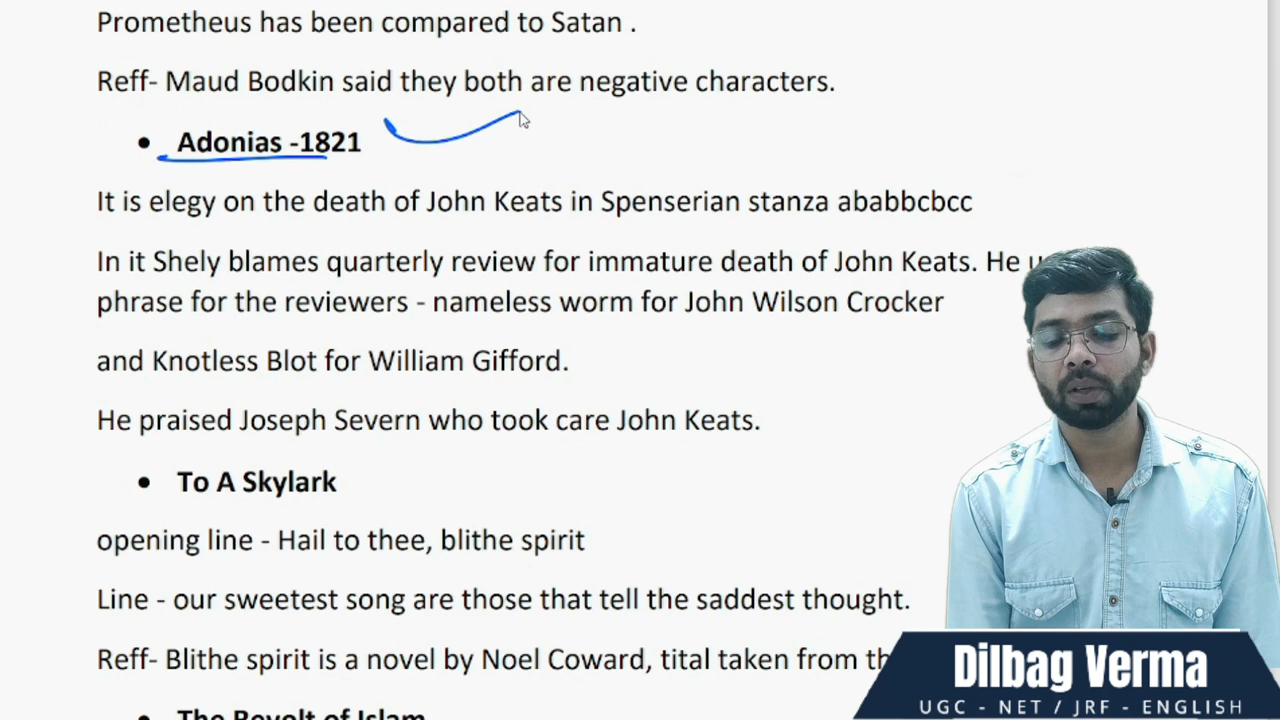 Prometheus has been compared to Satan .
Reff- Maud Bodkin said they both are negative characters.
• Adonias -1821
It is elegy on the death of John Keats in Spenserian stanza ababbcbcc
In it Shely blames quarterly review for immature death of John Keats. He
phrase for the reviewers - nameless worm for John Wilson Crocker
and Knotless Blot for William Gifford.
He praised Joseph Severn who took care John Keats.
• To A Skylark
opening line - Hail to thee, blithe spirit
Line - our sweetest song are those that tell the saddest thought.
Reff- Blithe spirit is a novel by Noel Coward, tital taken from
• The Revolt of Islam
Dilbag Verma
UGC - NET / JRF - ENGLISH